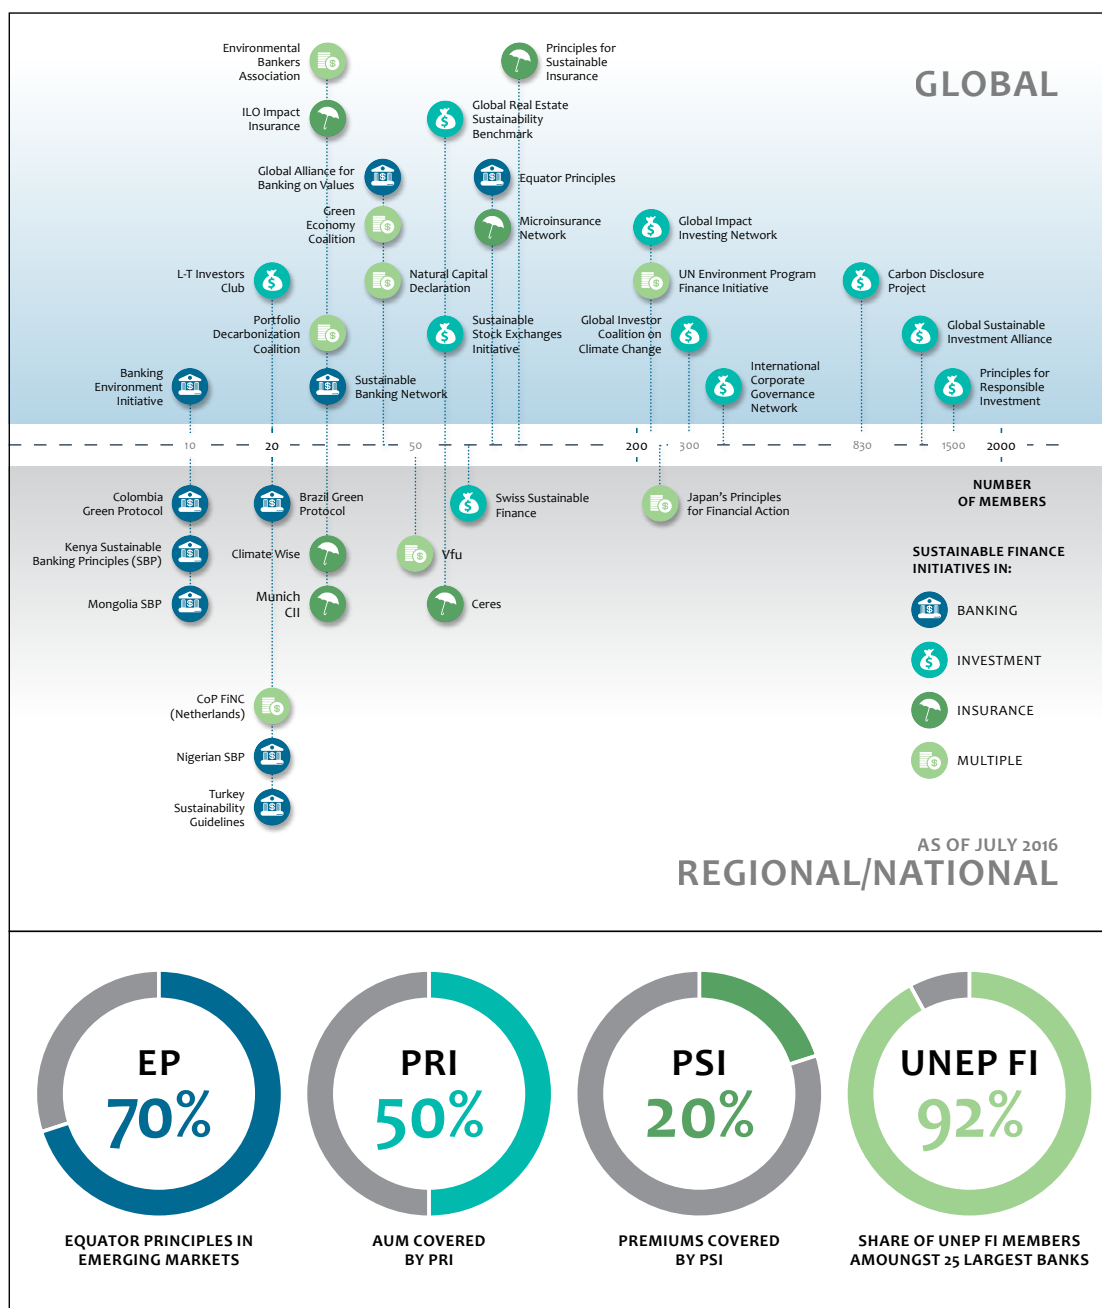 Environmental
Bankers
Association
Principles for
Sustainable
Insurance
GLOBAL
ILO Impact
Insurance
Global Real Estate
Sustainability
Benchmark
Global Alliance for
Banking on Values
Equator Principles
Green
Economy
Coalition
Microinsurance
Network
Global Impact
Investing Network
L-T Investors
Club
Natural Capital
Declaration
UN Environment Program
Finance Initiative
Carbon Disclosure
Project
Portfolio
Decarbonization
Coalition
Sustainable
Stock Exchanges
Initiative
Global Investor
Coalition on
Climate Change
Global Sustainable
Investment Alliance
Banking
Environment
Initiative
Sustainable
Banking Network
International
Corporate
Governance
Network
Principles for
Responsible
Investment
10 20 50 200 300 830 1500 2000
NUMBER
OF MEMBERS
Colombia
Green Protocol
Brazil Green
Protocol
Swiss Sustainable
Finance
Japan's Principles
for Financial Action
Kenya Sustainable
Banking Principles (SBP)
Climate Wise
Vfu
Mongolia SBP
Munich
CII
Ceres
SUSTAINABLE FINANCE
INITIATIVES IN:
BANKING
INVESTMENT
INSURANCE
MULTIPLE
CoP FiNC
(Netherlands)
Nigerian SBP
Turkey
Sustainability
Guidelines
AS OF JULY 2016
REGIONAL/NATIONAL
EP
70%
EQUATOR PRINCIPLES IN
EMERGING MARKETS
PRI
50%
AUM COVERED
BY PRI
PSI
20%
PREMIUMS COVERED
BY PSI
UNEP FI
92%
SHARE OF UNEP FI MEMBERS
AMOUNGST 25 LARGEST BANKS